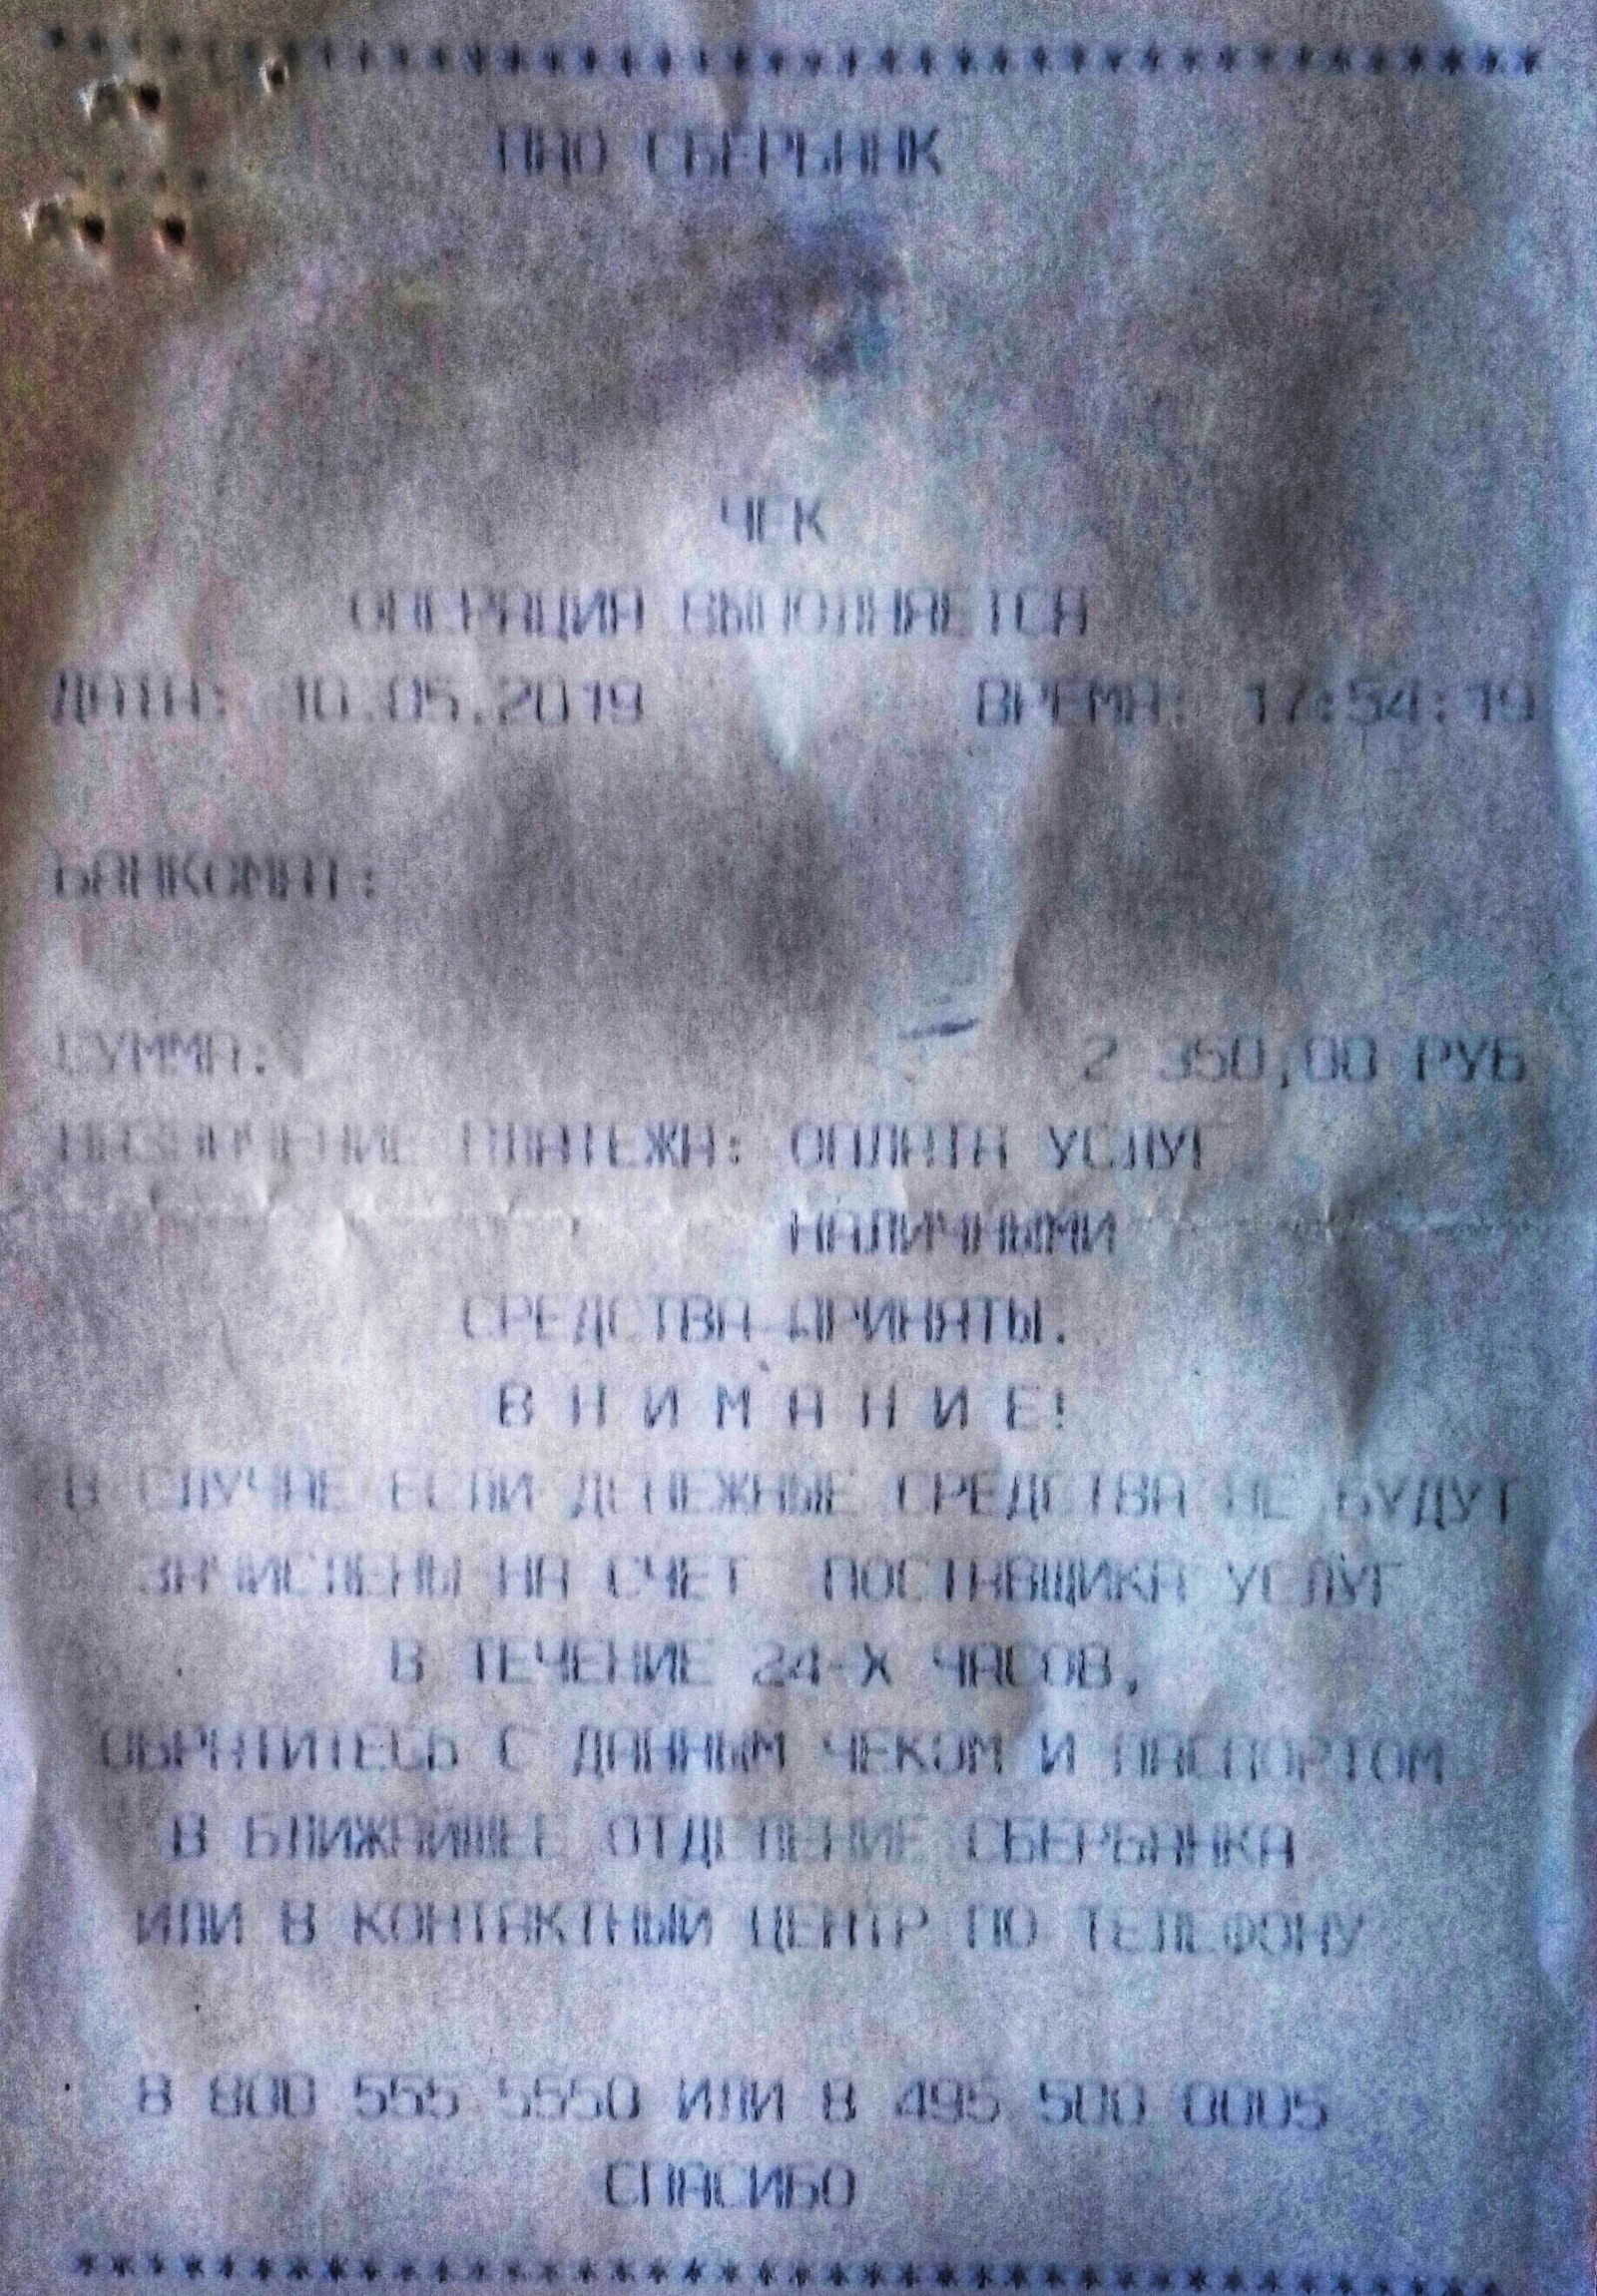 ****************************************
ПАО СБЕРБАНК
ЧЕК
ОПЕРАЦИЯ ВЫПОЛНЯЕТСЯ
ДАТА: 10.05.2019 ВРЕМЯ: 17:54:19
БАНКОМАТ:
СУММА: 2 350,00 РУБ
НАЗНАЧЕНИЕ ПЛАТЕЖА: ОПЛАТА УСЛУГ
НАЛИЧНЫМИ
СРЕДСТВА ПРИНЯТЫ.
В Н И М А Н И Е!
В СЛУЧАЕ ЕСЛИ ДЕНЕЖНЫЕ СРЕДСТВА НЕ БУДУТ
ЗАЧИСЛЕНЫ НА СЧЕТ ПОСТАВЩИКА УСЛУГ
В ТЕЧЕНИЕ 24-Х ЧАСОВ,
ОБРАТИТЕСЬ С ДАННЫМ ЧЕКОМ И ПАСПОРТОМ
В БЛИЖАЙШЕЕ ОТДЕЛЕНИЕ СБЕРБАНКА
ИЛИ В КОНТАКТНЫЙ ЦЕНТР ПО ТЕЛЕФОНУ
8 800 555 5550 ИЛИ 8 495 500 0005
СПАСИБО
****************************************